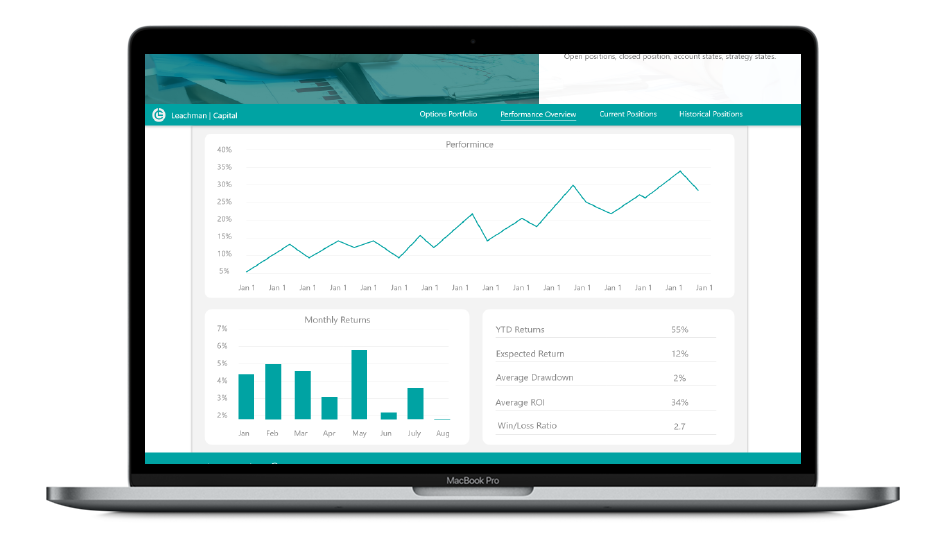 Open positions, closed position, account states, strategy states.
Leachman | Capital
Options Portfolio Performance Overview Current Positions Historical Positions
Performince
40%
35%
30%
25%
20%
15%
10%
5%
Jan 1 Jan 1 Jan 1 Jan 1 Jan 1 Jan 1 Jan 1 Jan 1 Jan 1 Jan 1 Jan 1 Jan 1 Jan 1 Jan 1 Jan 1 Jan 1
Monthly Returns
7%
6%
5%
4%
3%
2%
Jan Feb Mar Apr May Jun July Aug
YTD Returns 55%
Exspected Return 12%
Average Drawdown 2%
Average ROI 34%
Win/Loss Ratio 2.7
MacBook Pro